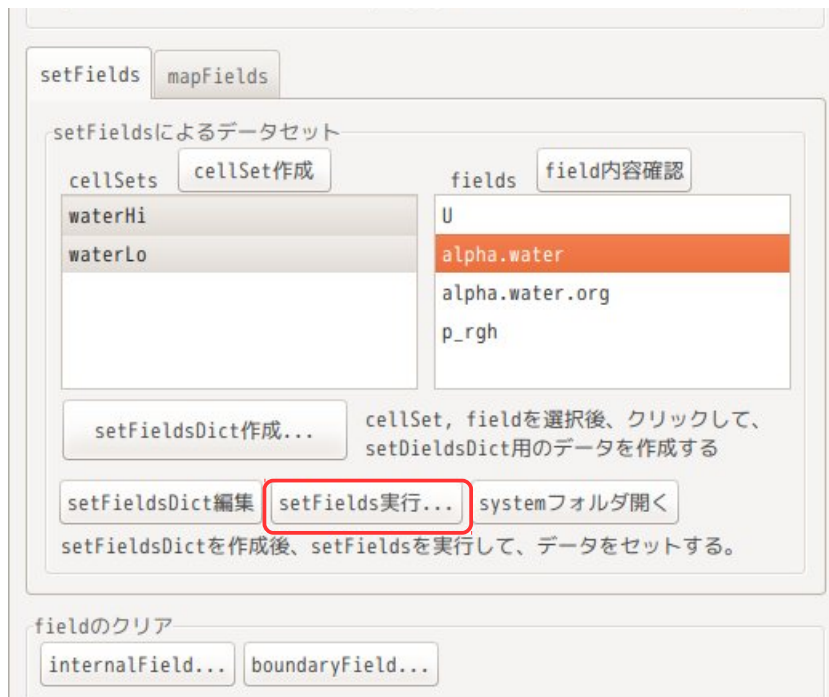 setFields mapFields
setFieldsによるデータセット
cellSets cellSet作成 fields field内容確認
waterHi U
waterLo alpha.water
alpha.water.org
p_rgh
setFieldsDict作成... cellSet, fieldを選択後、クリックして、
setDieldsDict用のデータを作成する
setFieldsDict編集 setFields実行... systemフォルダ開く
setFieldsDictを作成後、setFieldsを実行して、データをセットする。
fieldのクリア
internalField... boundaryField...